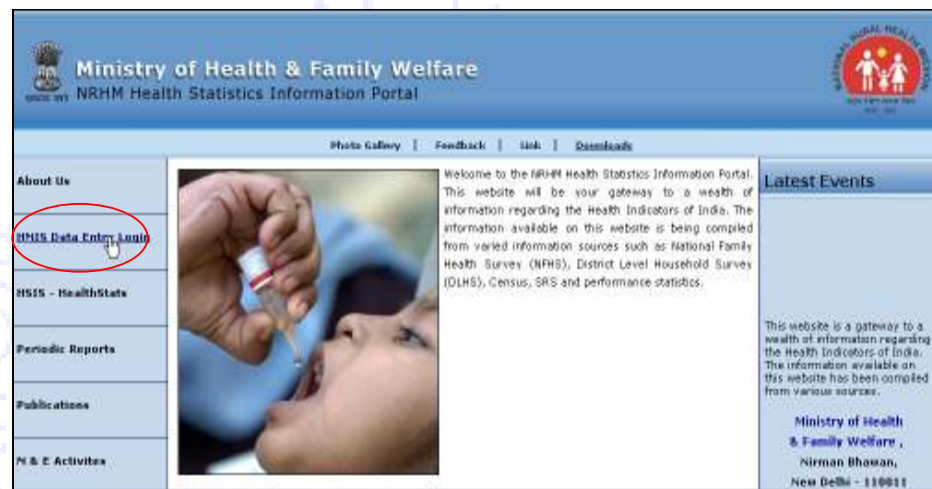 Ministry of Health & Family Welfare
NRHM Health Statistics Information Portal
Photo Gallery | Feedback | Link | Downloads
About Us
HMIS Data Entry Login
HSIS - HealthStats
Periodic Reports
Publications
M & E Activites
Welcome to the NRHM Health Statistics Information Portal.
This website will be your gateway to a wealth of
information regarding the Health Indicators of India. The
information available on this website is being compiled
from varied information sources such as National Family
Health Survey (NFHS), District Level Household Survey
(DLHS), Census, SRS and performance statistics.
Latest Events
This website is a gateway to a
wealth of information regarding
the Health Indicators of India.
The information available on
this website has been compiled
from various sources.
Ministry of Health
& Family Welfare ,
Nirman Bhawan,
New Delhi - 110011
NATIONAL RURAL HEALTH MISSION